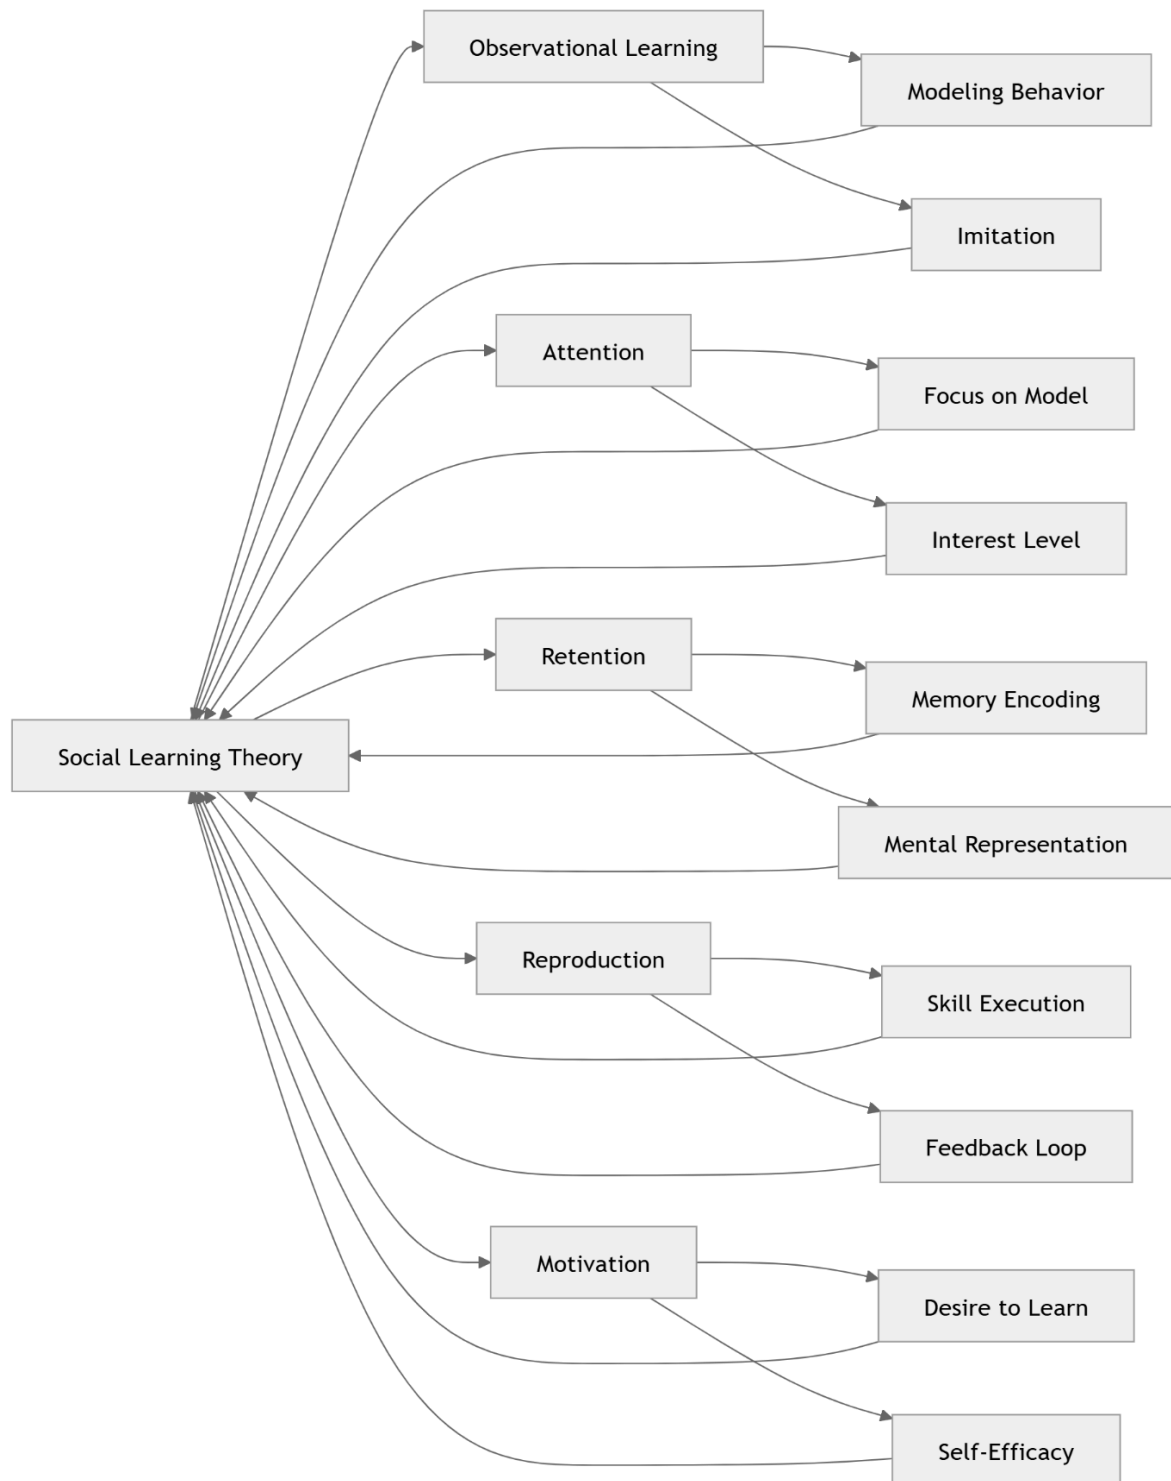 Observational Learning
Modeling Behavior
Imitation
Attention
Focus on Model
Interest Level
Retention
Memory Encoding
Social Learning Theory
Mental Representation
Reproduction
Skill Execution
Feedback Loop
Motivation
Desire to Learn
Self-Efficacy